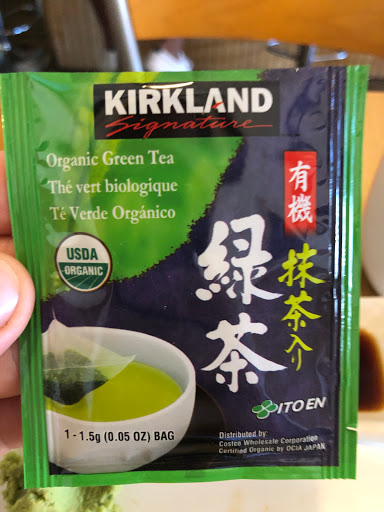 KIRKLAND
Signature
Organic Green Tea
Thé vert biologique
Té Verde Orgánico
USDA
ORGANIC
有機
抹茶入り
緑茶
ITO EN
1 - 1.5g (0.05 OZ) BAG
Distributed by:
Costco Wholesale Corporation
Certified Organic by OCIA JAPAN